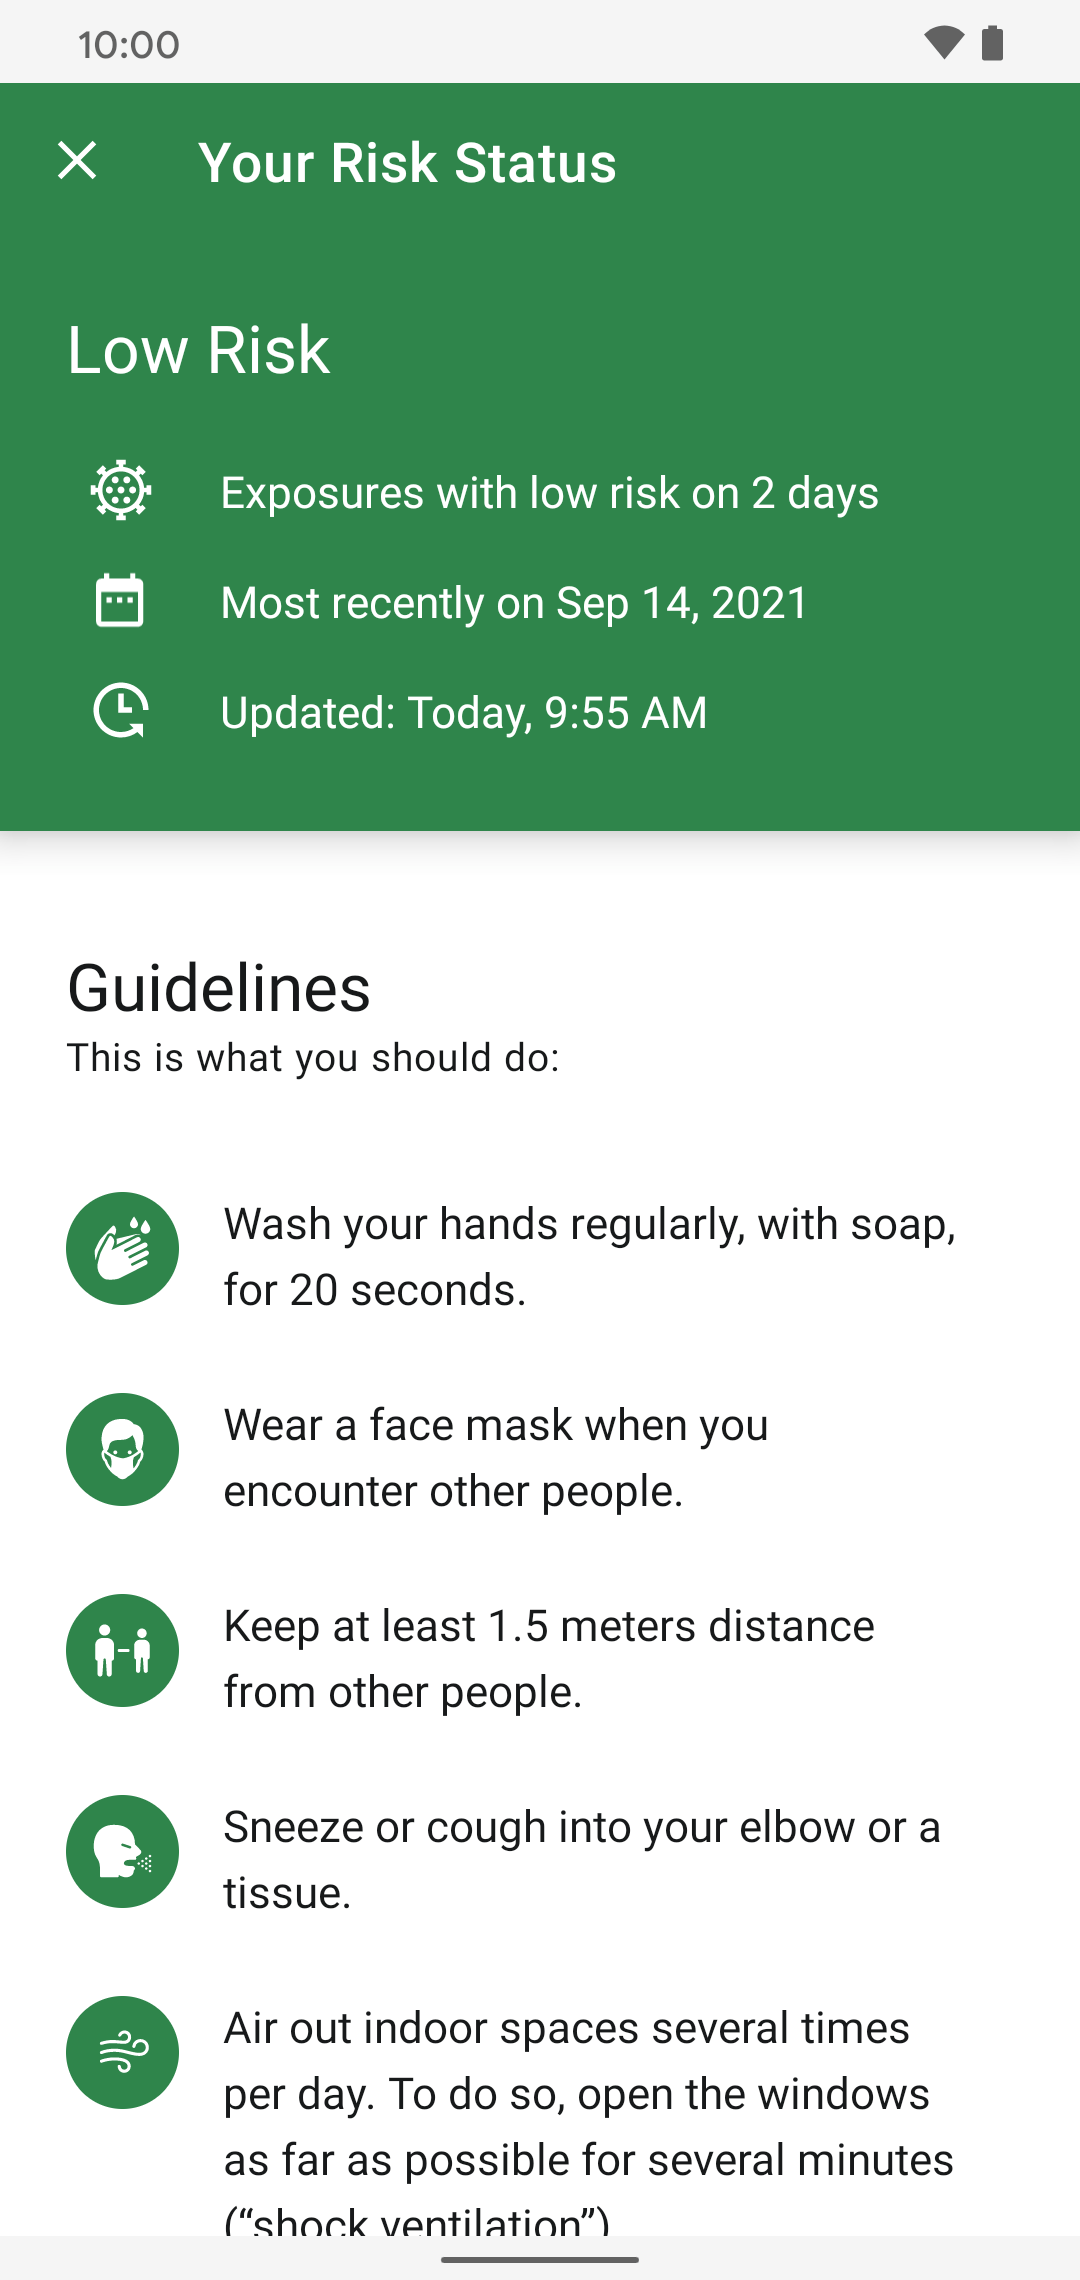 10:00
Your Risk Status
Low Risk
Exposures with low risk on 2 days
Most recently on Sep 14, 2021
Updated: Today, 9:55 AM
Guidelines
This is what you should do:
Wash your hands regularly, with soap,
for 20 seconds.
Wear a face mask when you
encounter other people.
Keep at least 1.5 meters distance
from other people.
Sneeze or cough into your elbow or a
tissue.
Air out indoor spaces several times
per day. To do so, open the windows
as far as possible for several minutes
(“shock ventilation”)